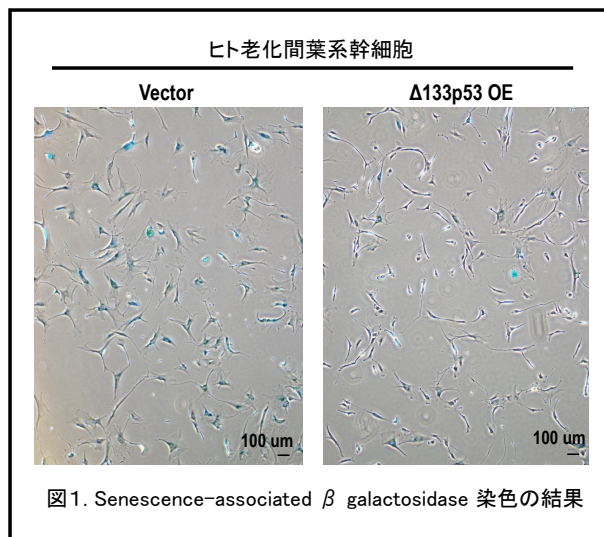 ヒト老化間葉系幹細胞
Vector
Δ133p53 OE
100 um
100 um
図1. Senescence-associated β galactosidase 染色の結果